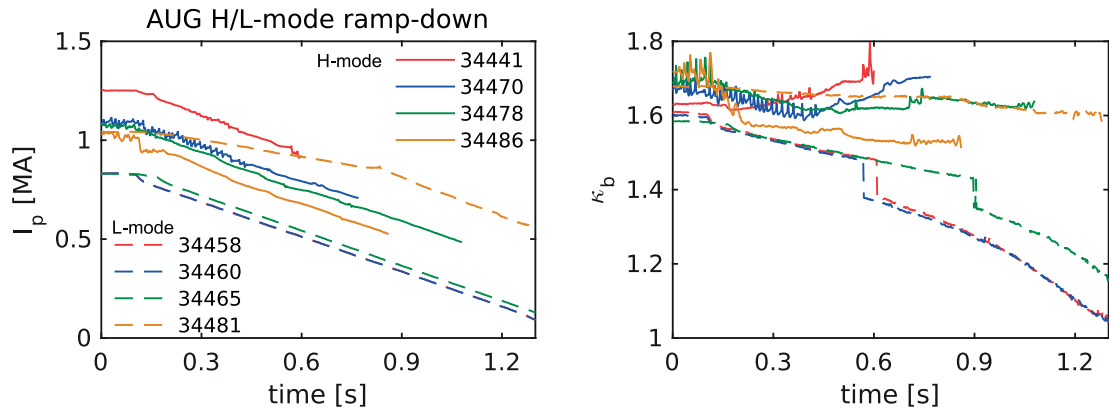 AUG H/L-mode ramp-down
1.5
1
0.5
0
I_p [MA]
H-mode
34441
34470
34478
34486
L-mode
34458
34460
34465
34481
0 0.3 0.6 0.9 1.2
time [s]
1.8
1.6
1.4
1.2
1
κ_b
0 0.3 0.6 0.9 1.2
time [s]